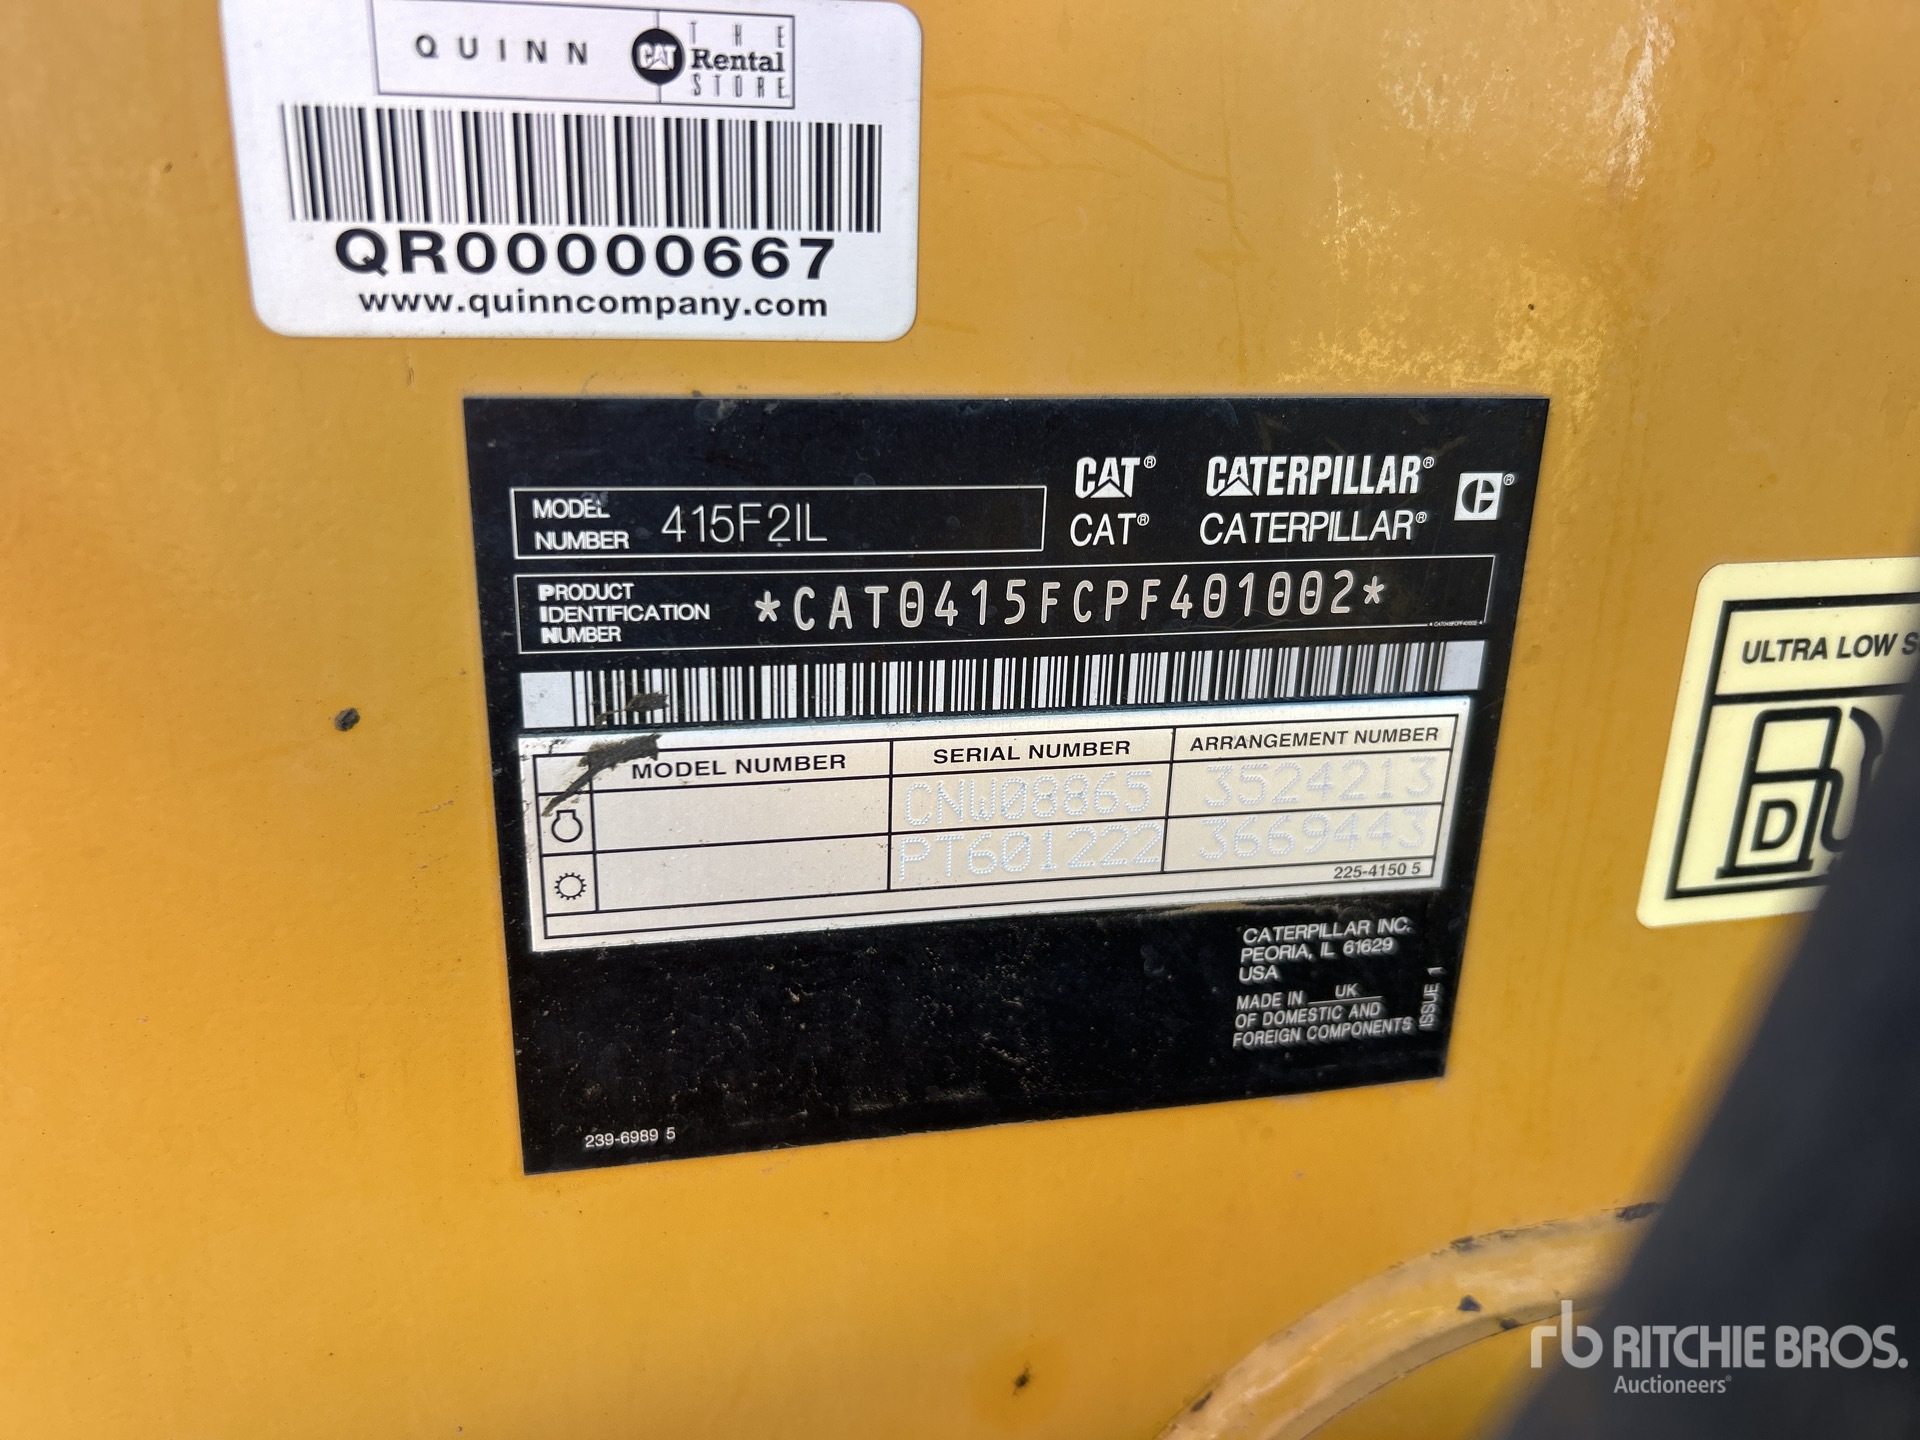 QUINN CAT THE Rental STORE
QR00000667
www.quinncompany.com
MODEL NUMBER 415F2IL
CAT® CATERPILLAR®
CAT® CATERPILLAR®
PRODUCT IDENTIFICATION NUMBER *CAT0415FCPF401002*
*CAT0415FCPF401002*
MODEL NUMBER SERIAL NUMBER ARRANGEMENT NUMBER
CNW08865 3524213
PT601222 3669443
225-4150 5
CATERPILLAR INC.
PEORIA, IL 61629
USA
MADE IN UK
OF DOMESTIC AND
FOREIGN COMPONENTS
ISSUE 1
239-6989 5
ULTRA LOW
D
rb RITCHIE BROS.
Auctioneers®